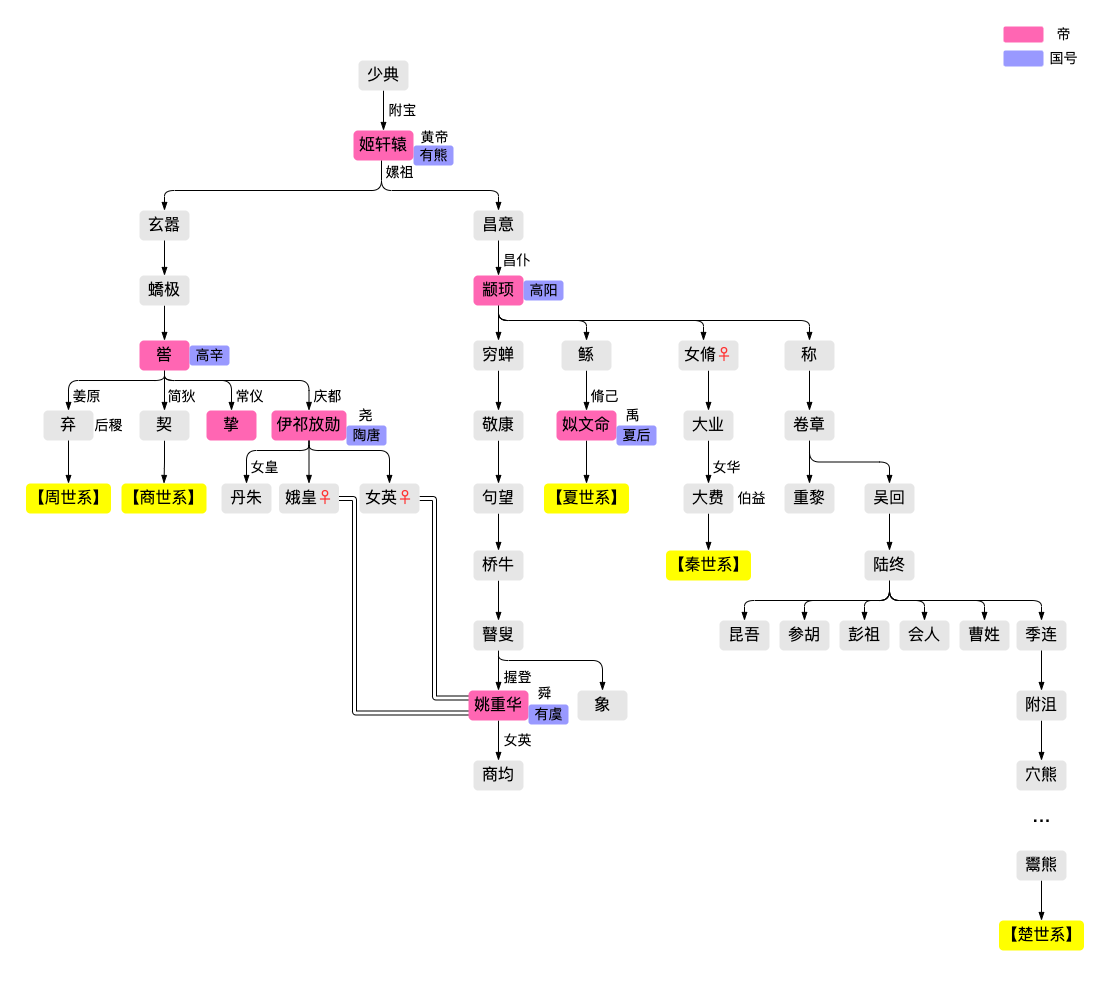 帝
国号
少典
附宝
姬轩辕
黄帝
有熊
嫘祖
玄嚣
昌意
昌仆
蟜极
颛顼
高阳
喾
高辛
穷蝉
鲧
女脩♀
称
姜原
简狄
常仪
庆都
脩己
弃
后稷
契
挚
伊祁放勋
尧
陶唐
敬康
姒文命
禹
夏后
大业
卷章
女皇
女华
【周世系】
【商世系】
丹朱
娥皇♀
女英♀
句望
【夏世系】
大费
伯益
重黎
吴回
桥牛
【秦世系】
陆终
瞽叟
昆吾
参胡
彭祖
会人
曹姓
季连
握登
姚重华
舜
有虞
象
附沮
女英
商均
穴熊
…
鬻熊
【楚世系】